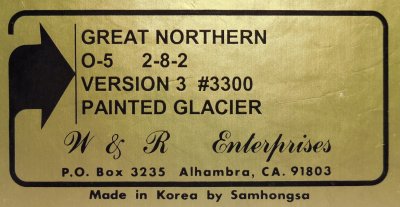 GREAT NORTHERN
O-5 2-8-2
VERSION 3 #3300
PAINTED GLACIER
W & R Enterprises
P.O. Box 3235 Alhambra, CA. 91803
Made in Korea by Samhongsa